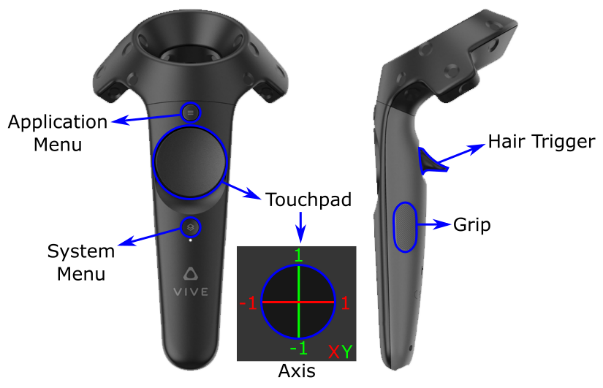 Application
Menu
Hair Trigger
Touchpad
Grip
System
Menu
VIVE
1
-1
1
-1
XY
Axis